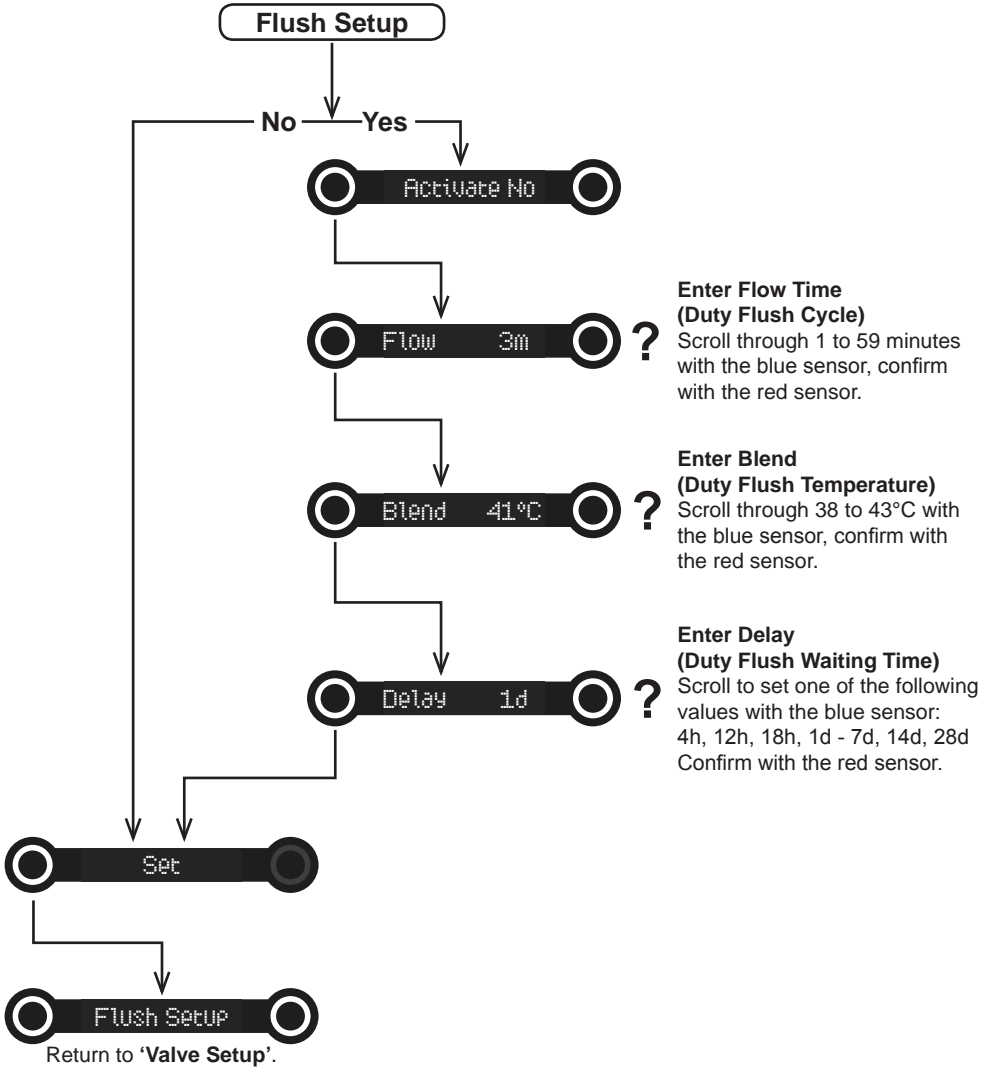 Flush Setup
No
Yes
Activate No
Flow 3m
?
Enter Flow Time
(Duty Flush Cycle)
Scroll through 1 to 59 minutes
with the blue sensor, confirm
with the red sensor.
Blend 41°C
?
Enter Blend
(Duty Flush Temperature)
Scroll through 38 to 43°C with
the blue sensor, confirm with
the red sensor.
Delay 1d
?
Enter Delay
(Duty Flush Waiting Time)
Scroll to set one of the following
values with the blue sensor:
4h, 12h, 18h, 1d - 7d, 14d, 28d
Confirm with the red sensor.
Set
Flush Setup
Return to ‘Valve Setup’.